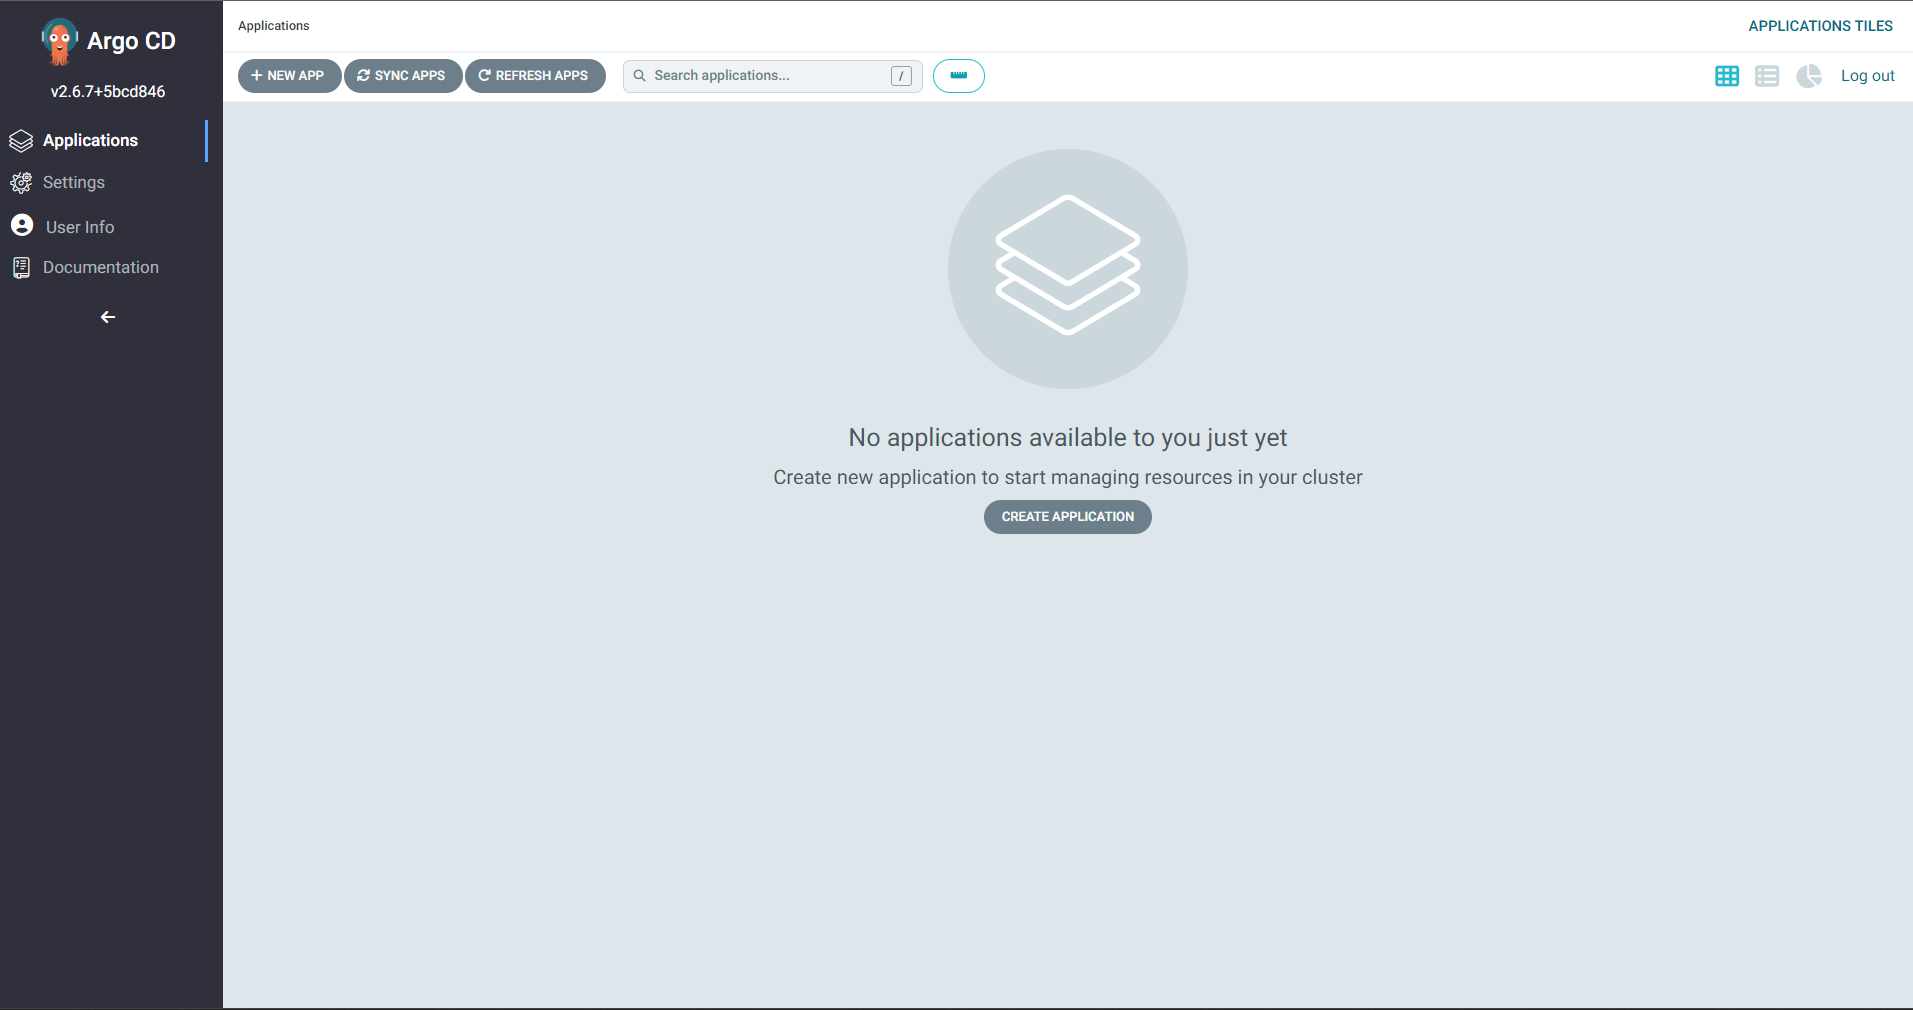 Argo CD
v2.6.7+5bcd846
Applications
Settings
User Info
Documentation
Applications
APPLICATIONS TILES
NEW APP
SYNC APPS
REFRESH APPS
Search applications...
/
Log out
No applications available to you just yet
Create new application to start managing resources in your cluster
CREATE APPLICATION